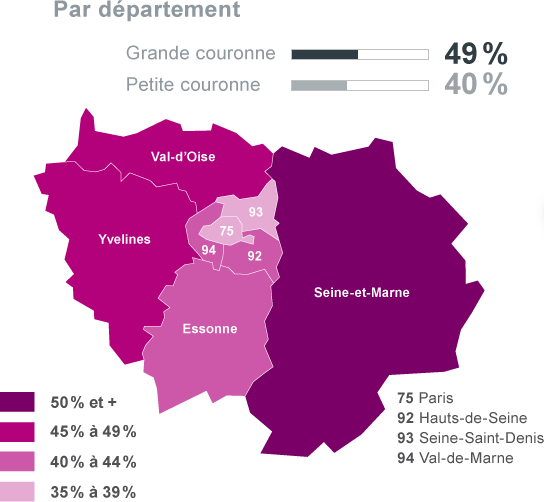 Par département
Grande couronne 49 %
Petite couronne 40 %
Val-d'Oise
93
Yvelines
75
94
92
Seine-et-Marne
Essonne
50 % et +
45 % à 49 %
40 % à 44 %
35 % à 39 %
75 Paris
92 Hauts-de-Seine
93 Seine-Saint-Denis
94 Val-de-Marne